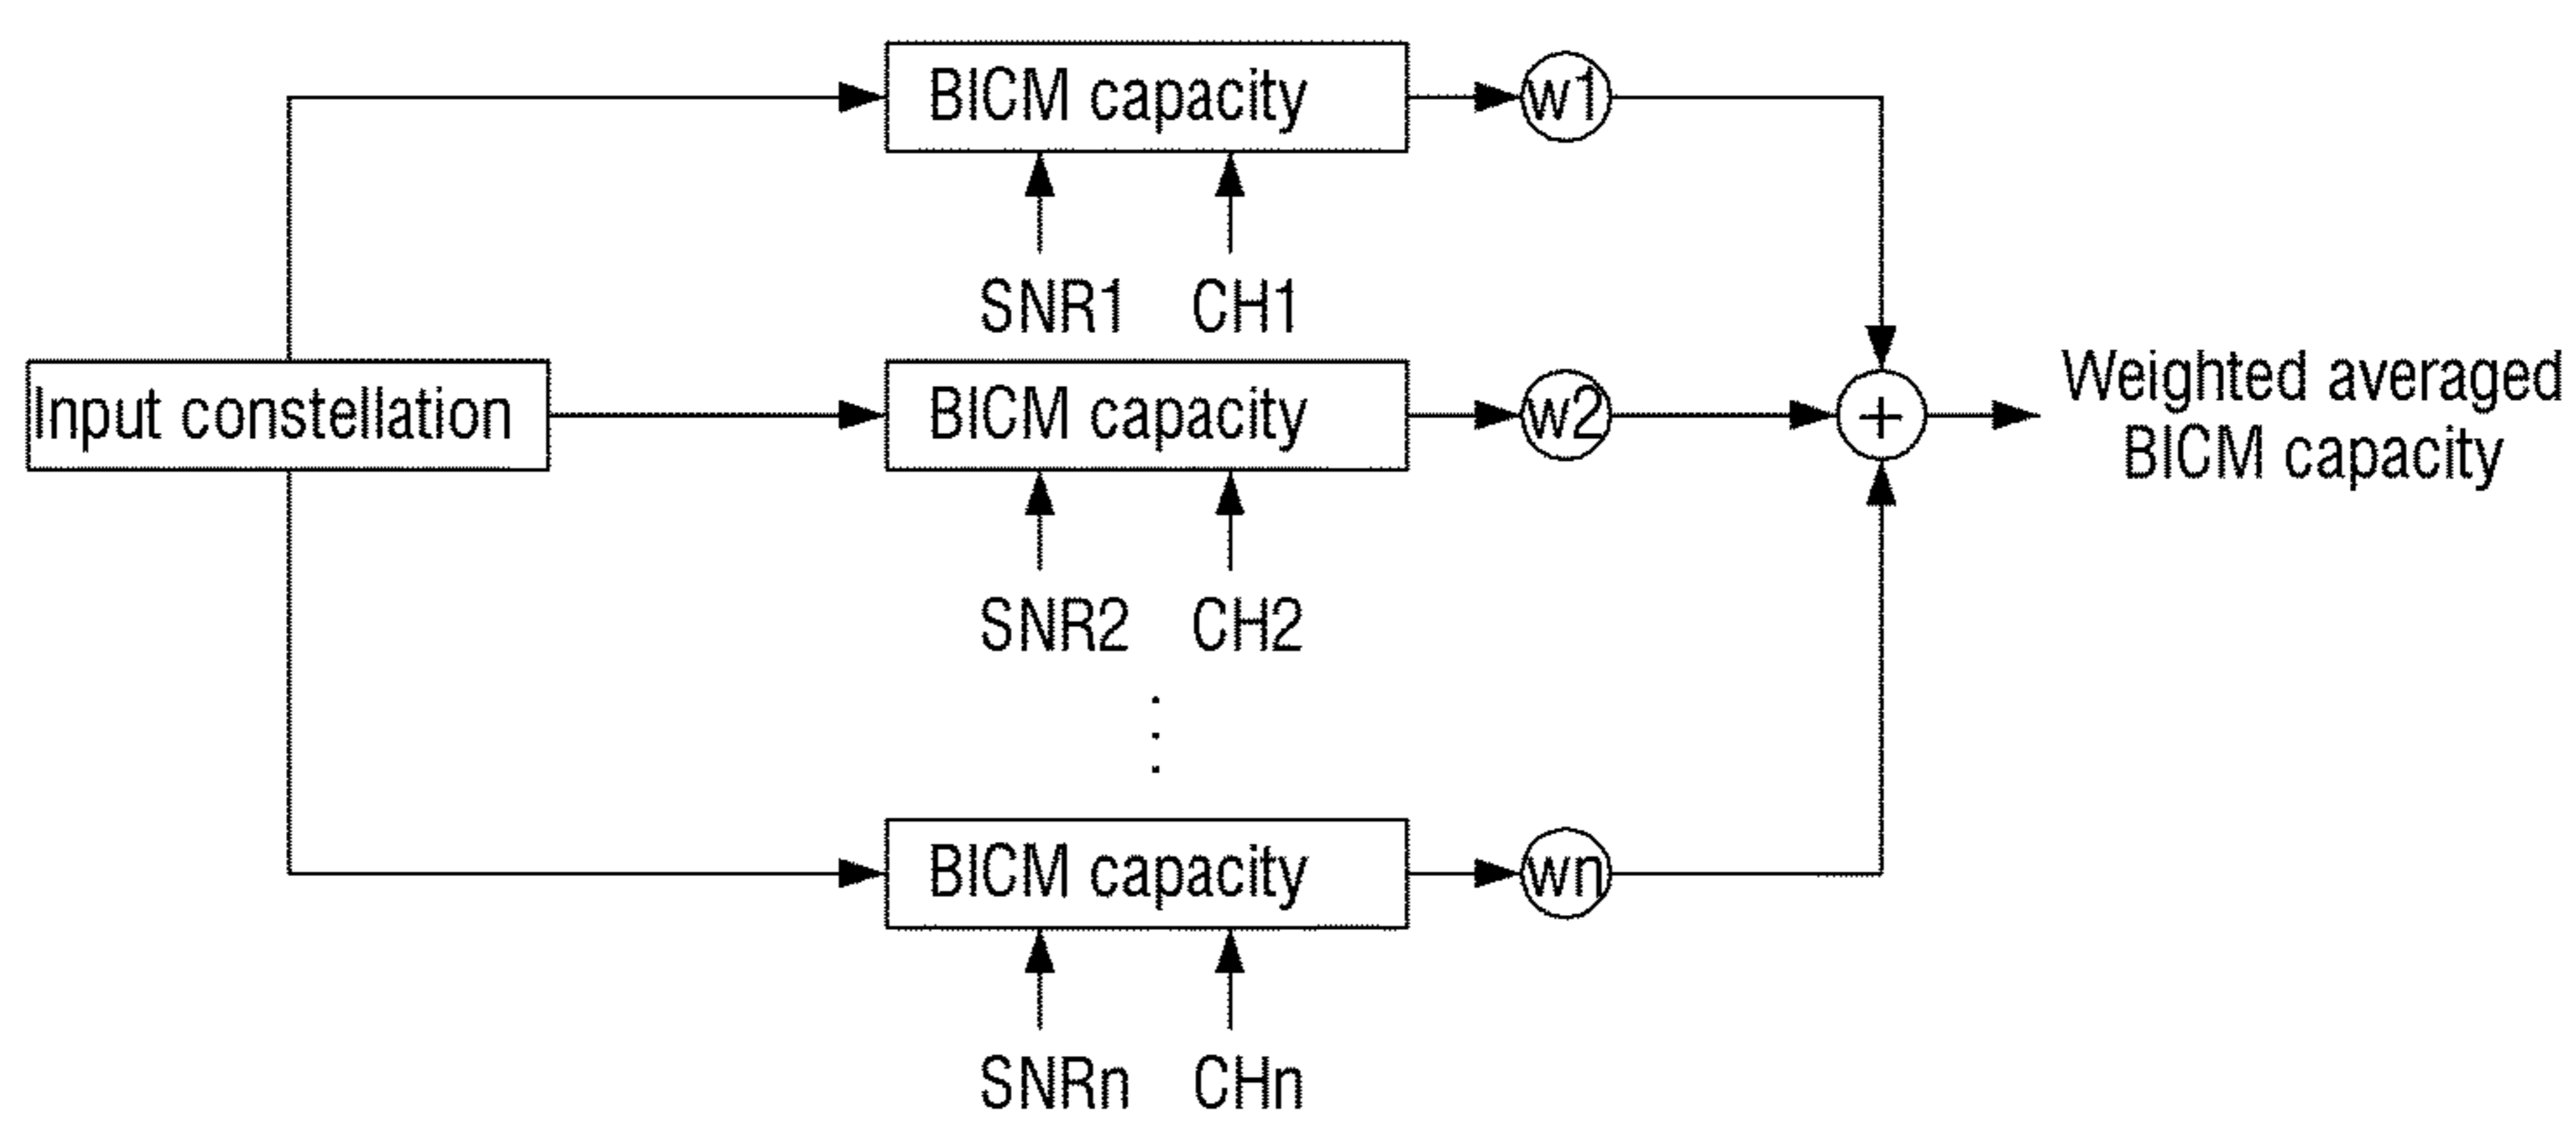 BICM capacity
w1
SNR1 CH1
Input constellation
BICM capacity
w2
+
Weighted averaged
BICM capacity
SNR2 CH2
BICM capacity
wn
SNRn CHn